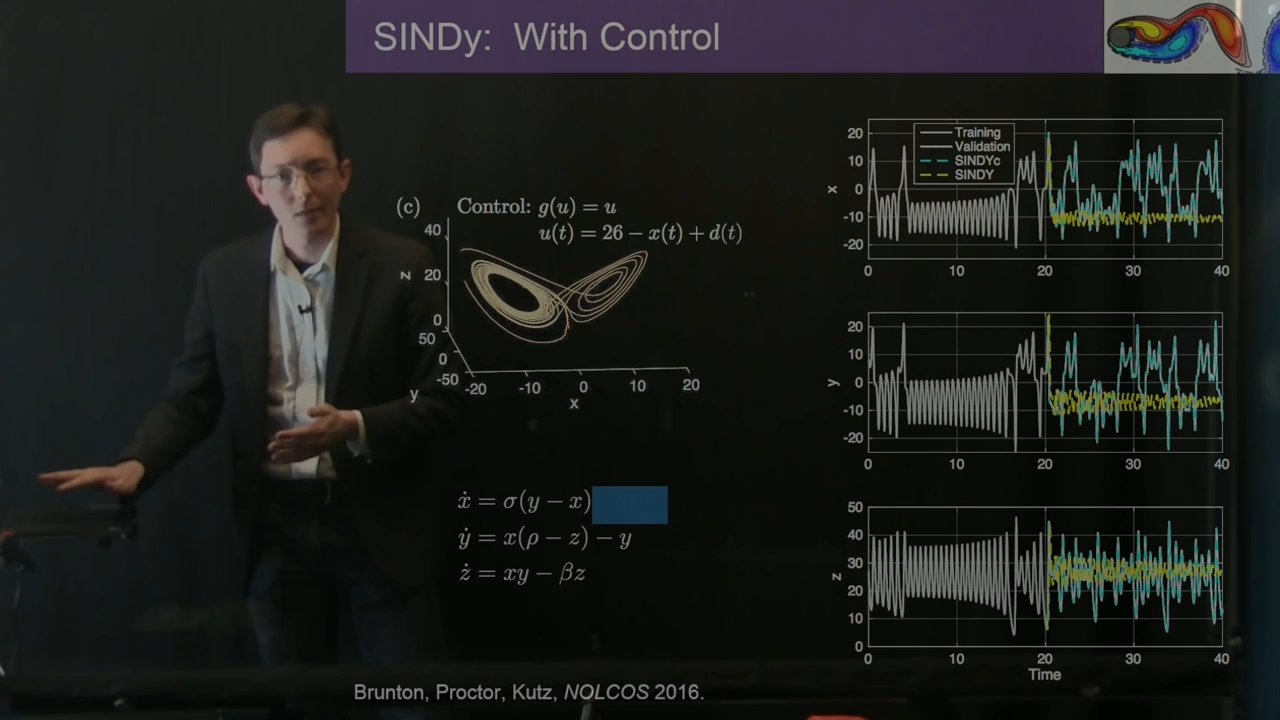 SINDy: With Control
(c) Control: g(u) = u
u(t) = 26 − x(t) + d(t)
40
z 20
0
50
0
-50
y
-20 -10 0 10 20
x
ẋ = σ(y − x)
ẏ = x(ρ − z) − y
ż = xy − βz
Brunton, Proctor, Kutz, NOLCOS 2016.
Training
Validation
SINDYc
SINDY
20
10
x 0
-10
-20
0 10 20 30 40
20
10
y 0
-10
-20
0 10 20 30 40
50
40
30
z
20
10
0
0 10 20 30 40
Time